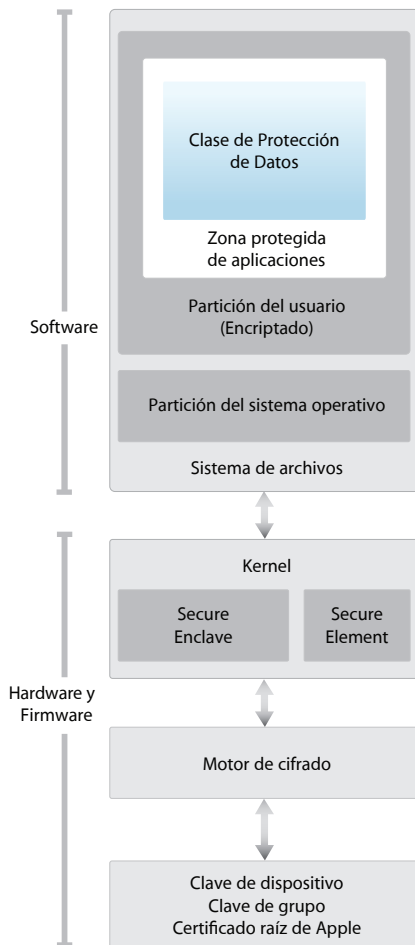 Clase de Protección
de Datos
Zona protegida
de aplicaciones
Partición del usuario
(Encriptado)
Software
Partición del sistema operativo
Sistema de archivos
Kernel
Secure
Enclave
Secure
Element
Hardware y
Firmware
Motor de cifrado
Clave de dispositivo
Clave de grupo
Certificado raíz de Apple